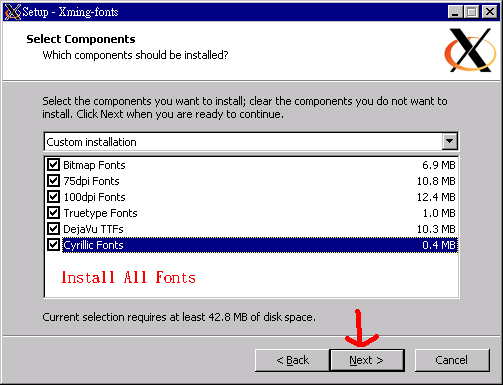 Setup - Xming-fonts
Select Components
Which components should be installed?
Select the components you want to install; clear the components you do not want to
install. Click Next when you are ready to continue.
Custom installation
Bitmap Fonts 6.9 MB
75dpi Fonts 10.8 MB
100dpi Fonts 12.4 MB
Truetype Fonts 1.0 MB
DejaVu TTFs 10.3 MB
Cyrillic Fonts 0.4 MB
Install All Fonts
Current selection requires at least 42.8 MB of disk space.
< Back Next > Cancel